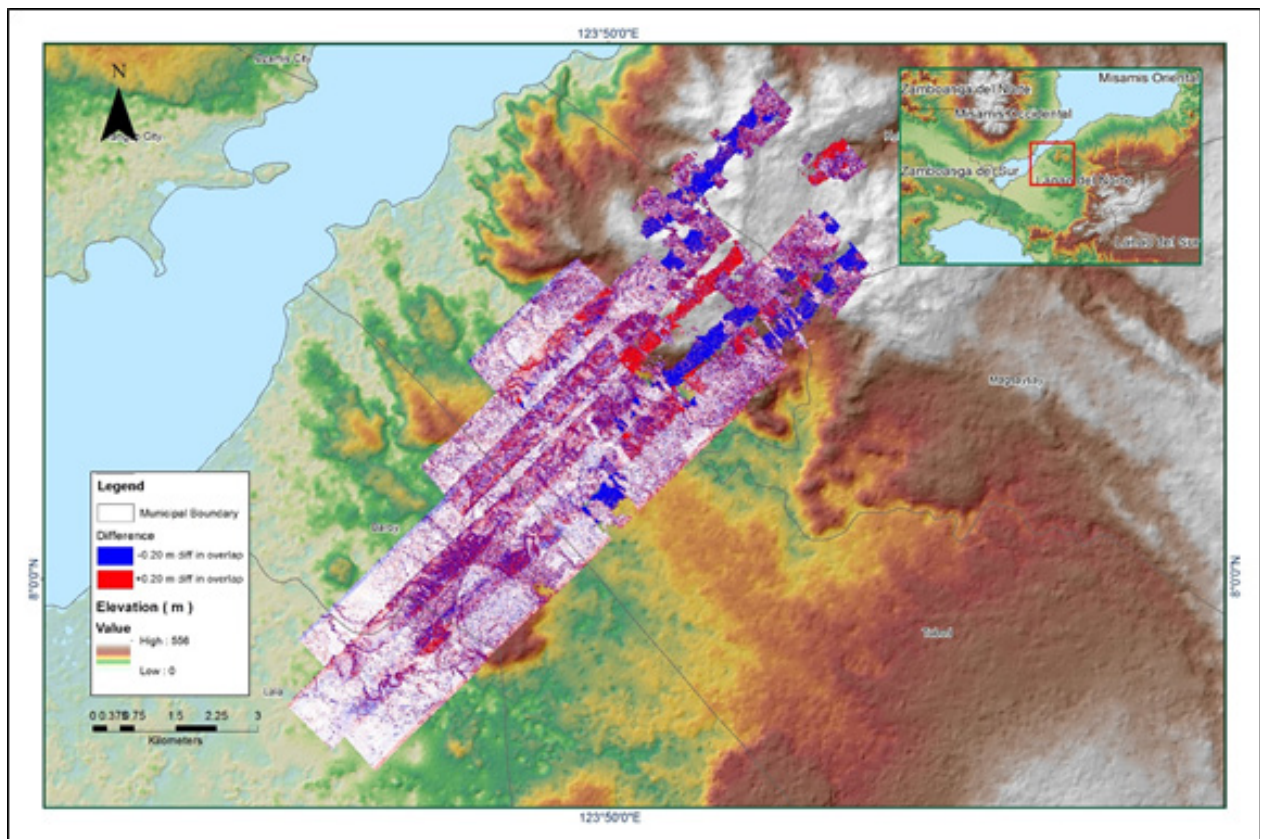 123°50'0"E
N
Misamis Oriental
Zamboanga del Norte
Misamis Occidental
Zamboanga del Sur
Lanao del Norte
Lanao del Sur
Magsaysay
Legend
Municipal Boundary
Difference
-0.20 m diff in overlap
+0.20 m diff in overlap
Elevation ( m )
Value
High : 556
Low : 0
8°0'0"N
8°0'0"N
Tubod
Lala
0 0.375 0.75 1.5 2.25 3
Kilometers
123°50'0"E